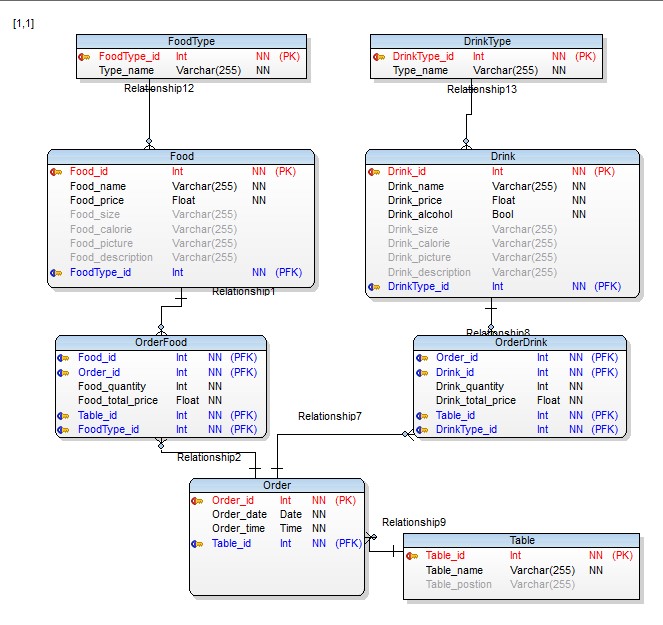 [1,1]
FoodType
FoodType_id Int NN (PK)
Type_name Varchar(255) NN
DrinkType
DrinkType_id Int NN (PK)
Type_name Varchar(255) NN
Relationship12
Relationship13
Food
Food_id Int NN (PK)
Food_name Varchar(255) NN
Food_price Float NN
Food_size Varchar(255)
Food_calorie Varchar(255)
Food_picture Varchar(255)
Food_description Varchar(255)
FoodType_id Int NN (PFK)
Drink
Drink_id Int NN (PK)
Drink_name Varchar(255) NN
Drink_price Float NN
Drink_alcohol Bool NN
Drink_size Varchar(255)
Drink_calorie Varchar(255)
Drink_picture Varchar(255)
Drink_description Varchar(255)
DrinkType_id Int NN (PFK)
Relationship1
Relationship8
OrderFood
Food_id Int NN (PFK)
Order_id Int NN (PFK)
Food_quantity Int NN
Food_total_price Float NN
Table_id Int NN (PFK)
FoodType_id Int NN (PFK)
OrderDrink
Order_id Int NN (PFK)
Drink_id Int NN (PFK)
Drink_quantity Int NN
Drink_total_price Float NN
Table_id Int NN (PFK)
DrinkType_id Int NN (PFK)
Relationship7
Relationship2
Order
Order_id Int NN (PK)
Order_date Date NN
Order_time Time NN
Table_id Int NN (PFK)
Relationship9
Table
Table_id Int NN (PK)
Table_name Varchar(255) NN
Table_postion Varchar(255)